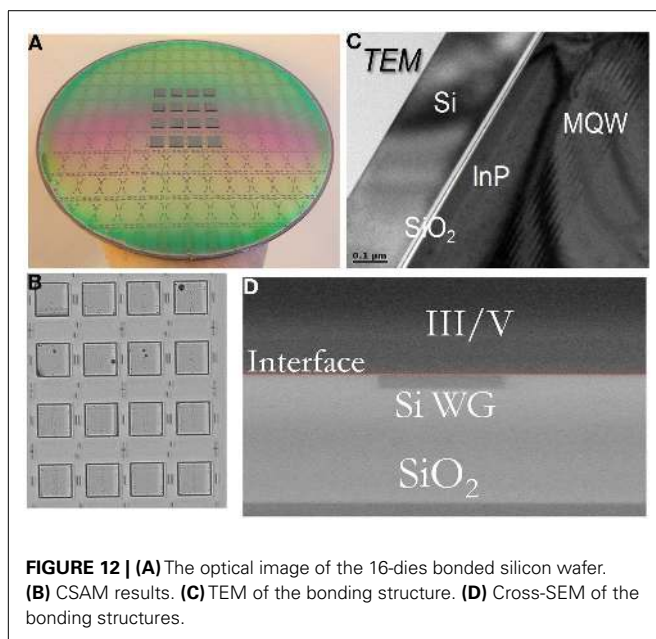 A
C
TEM
Si
MQW
InP
SiO2
0.1 μm
B
D
III/V
Interface
Si WG
SiO2
FIGURE 12 | (A) The optical image of the 16-dies bonded silicon wafer.
(B) CSAM results. (C) TEM of the bonding structure. (D) Cross-SEM of the
bonding structures.